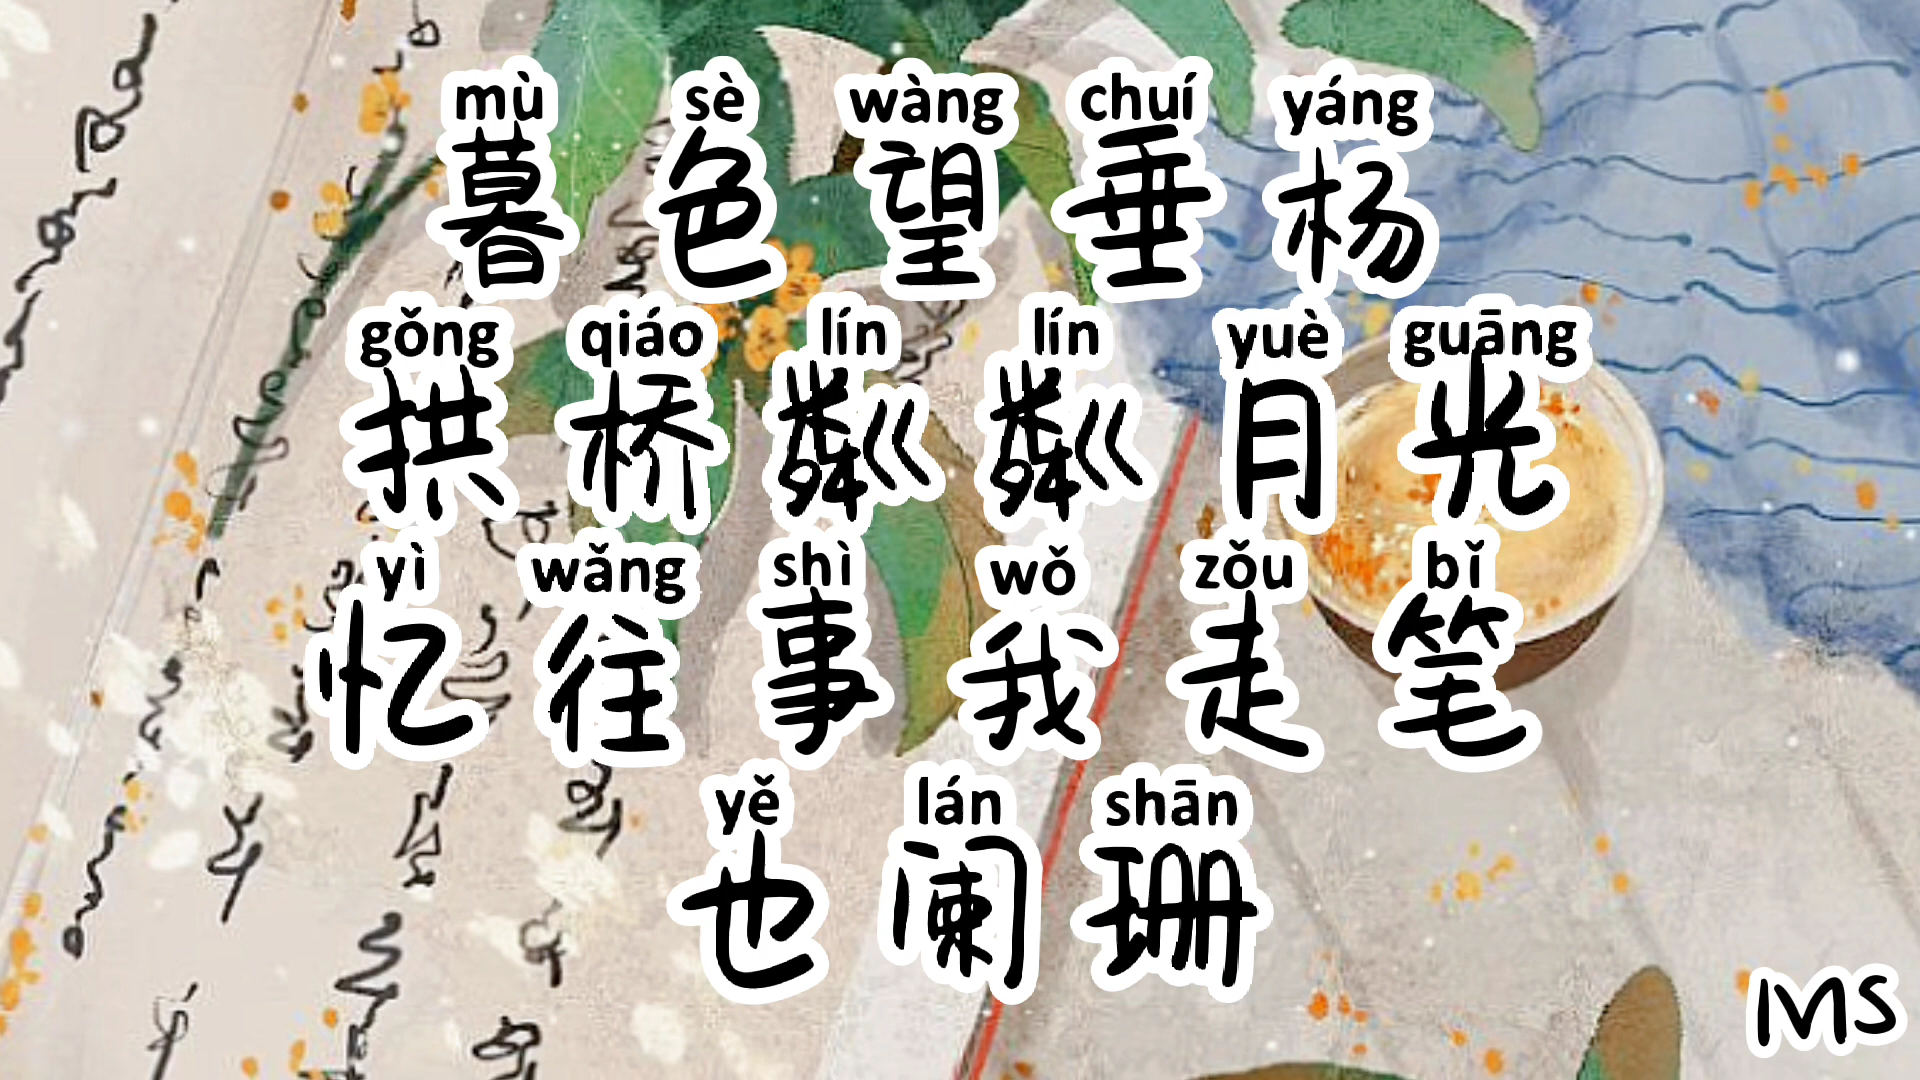 mù sè wàng chuí yáng
暮色望垂杨
gǒng qiáo lín lín yuè guāng
拱桥粼粼月光
yì wǎng shì wǒ zǒu bǐ
忆往事我走笔
yě lán shān
也阑珊
MS